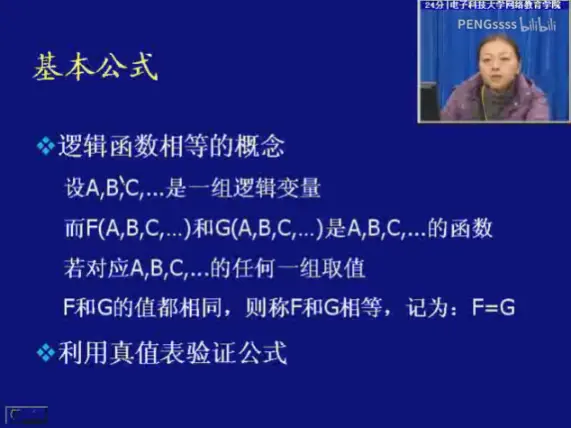 24分 | 电子科技大学网络教育学院
PENGssss bilibili
基本公式
逻辑函数相等的概念
设A,B,C,...是一组逻辑变量
而F(A,B,C,...)和G(A,B,C,...)是A,B,C,...的函数
若对应A,B,C,...的任何一组取值
F和G的值都相同，则称F和G相等，记为：F=G
利用真值表验证公式